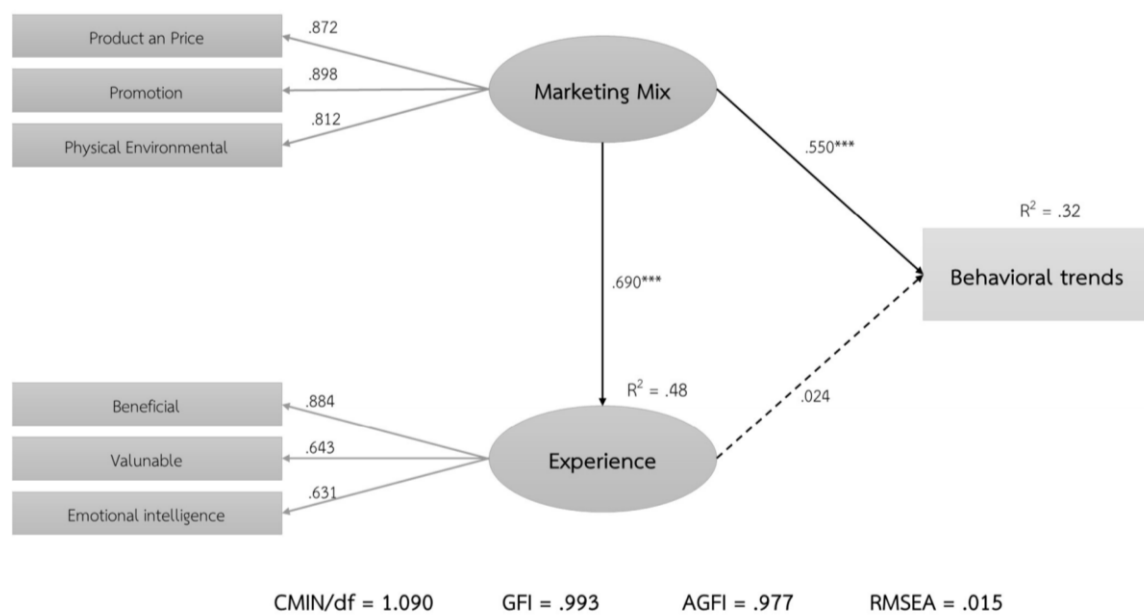 Product an Price
.872
Promotion
.898
Physical Environmental
.812
Marketing Mix
.550***
R² = .32
Behavioral trends
.690***
R² = .48
.024
Beneficial
.884
Valunable
.643
Emotional intelligence
.631
Experience
CMIN/df = 1.090 GFI = .993 AGFI = .977 RMSEA = .015